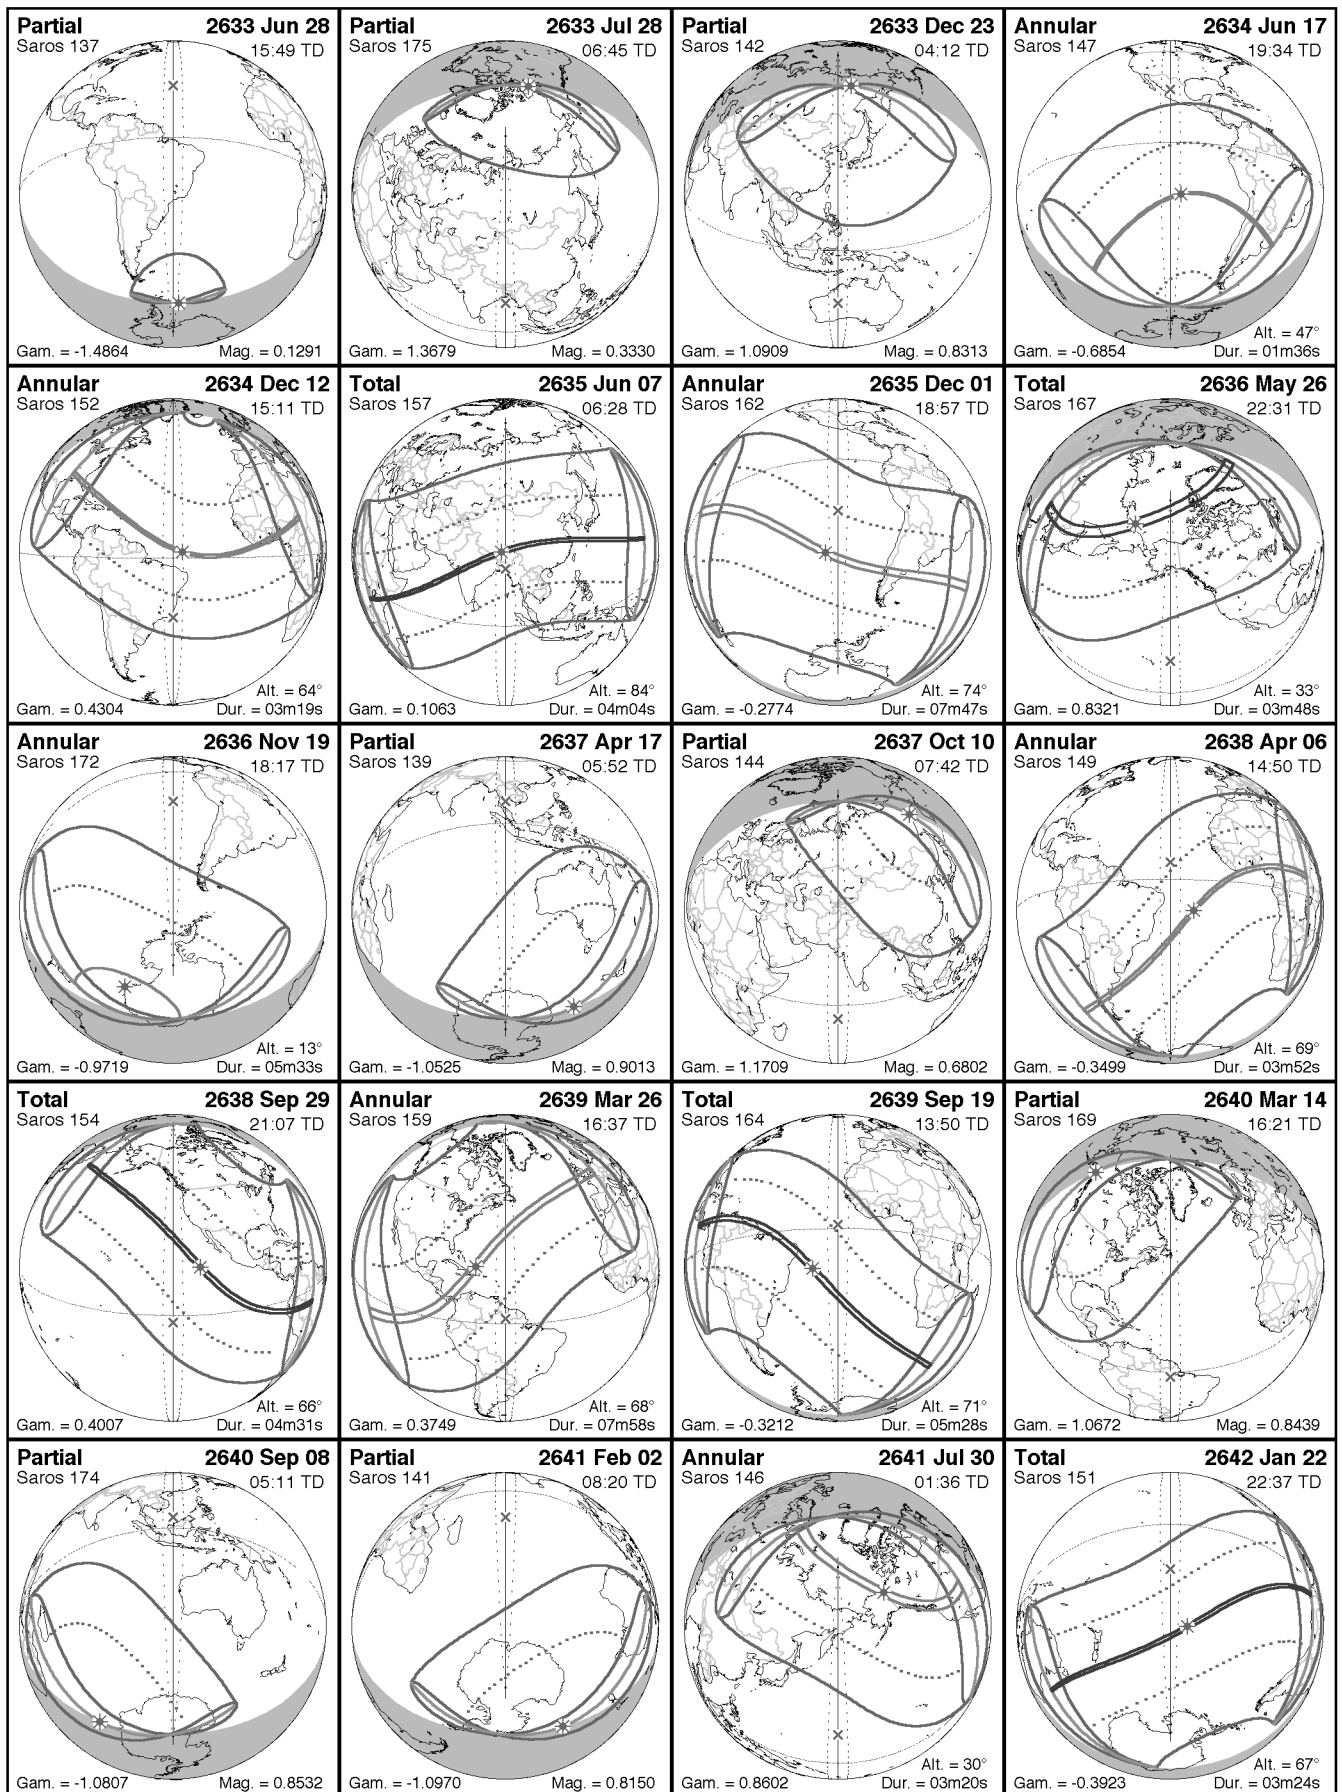 Partial 2633 Jun 28
Saros 137 15:49 TD
Gam. = -1.4864 Mag. = 0.1291
Partial 2633 Jul 28
Saros 175 06:45 TD
Gam. = 1.3679 Mag. = 0.3330
Partial 2633 Dec 23
Saros 142 04:12 TD
Gam. = 1.0909 Mag. = 0.8313
Annular 2634 Jun 17
Saros 147 19:34 TD
Alt. = 47°
Gam. = -0.6854 Dur. = 01m36s
Annular 2634 Dec 12
Saros 152 15:11 TD
Alt. = 64°
Gam. = 0.4304 Dur. = 03m19s
Total 2635 Jun 07
Saros 157 06:28 TD
Alt. = 84°
Gam. = 0.1063 Dur. = 04m04s
Annular 2635 Dec 01
Saros 162 18:57 TD
Alt. = 74°
Gam. = -0.2774 Dur. = 07m47s
Total 2636 May 26
Saros 167 22:31 TD
Alt. = 33°
Gam. = 0.8321 Dur. = 03m48s
Annular 2636 Nov 19
Saros 172 18:17 TD
Alt. = 13°
Gam. = -0.9719 Dur. = 05m33s
Partial 2637 Apr 17
Saros 139 05:52 TD
Gam. = -1.0525 Mag. = 0.9013
Partial 2637 Oct 10
Saros 144 07:42 TD
Gam. = 1.1709 Mag. = 0.6802
Annular 2638 Apr 06
Saros 149 14:50 TD
Alt. = 69°
Gam. = -0.3499 Dur. = 03m52s
Total 2638 Sep 29
Saros 154 21:07 TD
Alt. = 66°
Gam. = 0.4007 Dur. = 04m31s
Annular 2639 Mar 26
Saros 159 16:37 TD
Alt. = 68°
Gam. = 0.3749 Dur. = 07m58s
Total 2639 Sep 19
Saros 164 13:50 TD
Alt. = 71°
Gam. = -0.3212 Dur. = 05m28s
Partial 2640 Mar 14
Saros 169 16:21 TD
Gam. = 1.0672 Mag. = 0.8439
Partial 2640 Sep 08
Saros 174 05:11 TD
Gam. = -1.0807 Mag. = 0.8532
Partial 2641 Feb 02
Saros 141 08:20 TD
Gam. = -1.0970 Mag. = 0.8150
Annular 2641 Jul 30
Saros 146 01:36 TD
Alt. = 30°
Gam. = 0.8602 Dur. = 03m20s
Total 2642 Jan 22
Saros 151 22:37 TD
Alt. = 67°
Gam. = -0.3923 Dur. = 03m24s